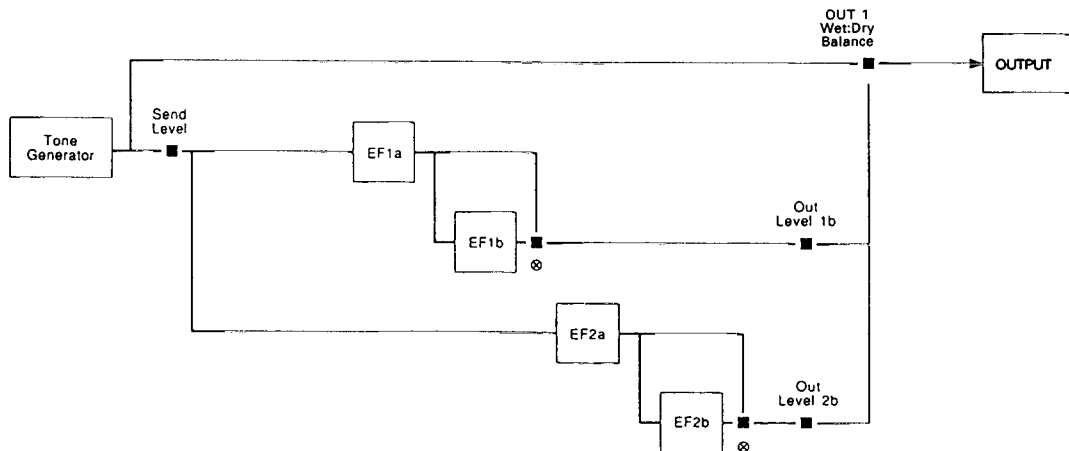 OUT 1
Wet:Dry
Balance
OUTPUT
Send
Level
Tone
Generator
EF1a
EF1b
Out
Level 1b
EF2a
Out
Level 2b
EF2b